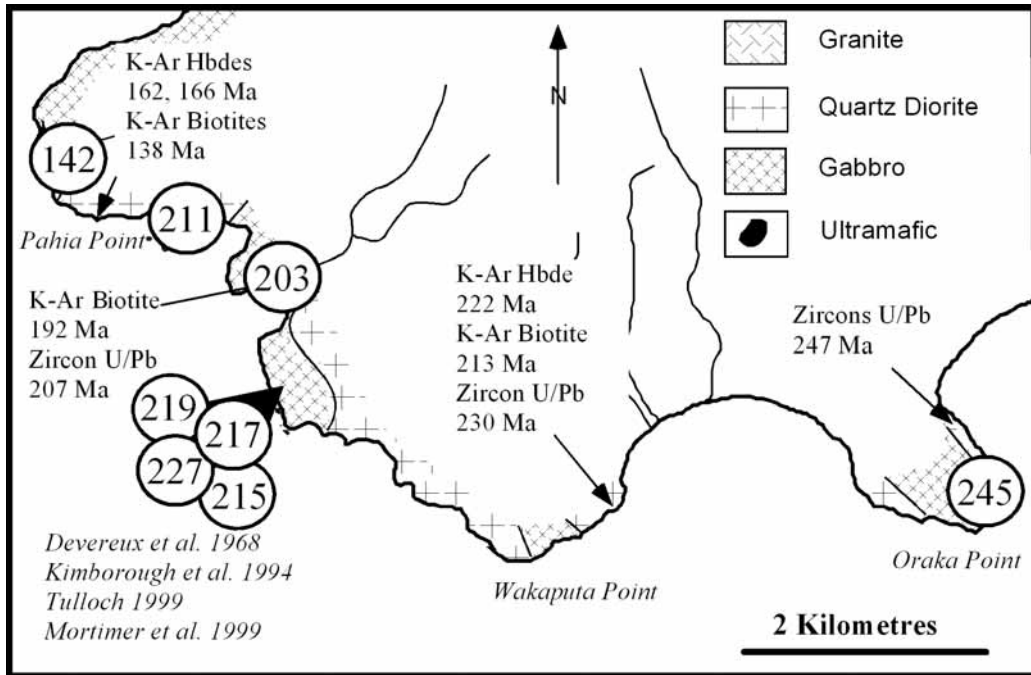 K-Ar Hbdes
162, 166 Ma
K-Ar Biotites
138 Ma
142
Pahia Point
211
203
K-Ar Biotite
192 Ma
Zircon U/Pb
207 Ma
219
217
227
215
Devereux et al. 1968
Kimborough et al. 1994
Tulloch 1999
Mortimer et al. 1999
N
K-Ar Hbde
222 Ma
K-Ar Biotite
213 Ma
Zircon U/Pb
230 Ma
Wakaputa Point
Granite
Quartz Diorite
Gabbro
Ultramafic
Zircons U/Pb
247 Ma
245
Oraka Point
2 Kilometres